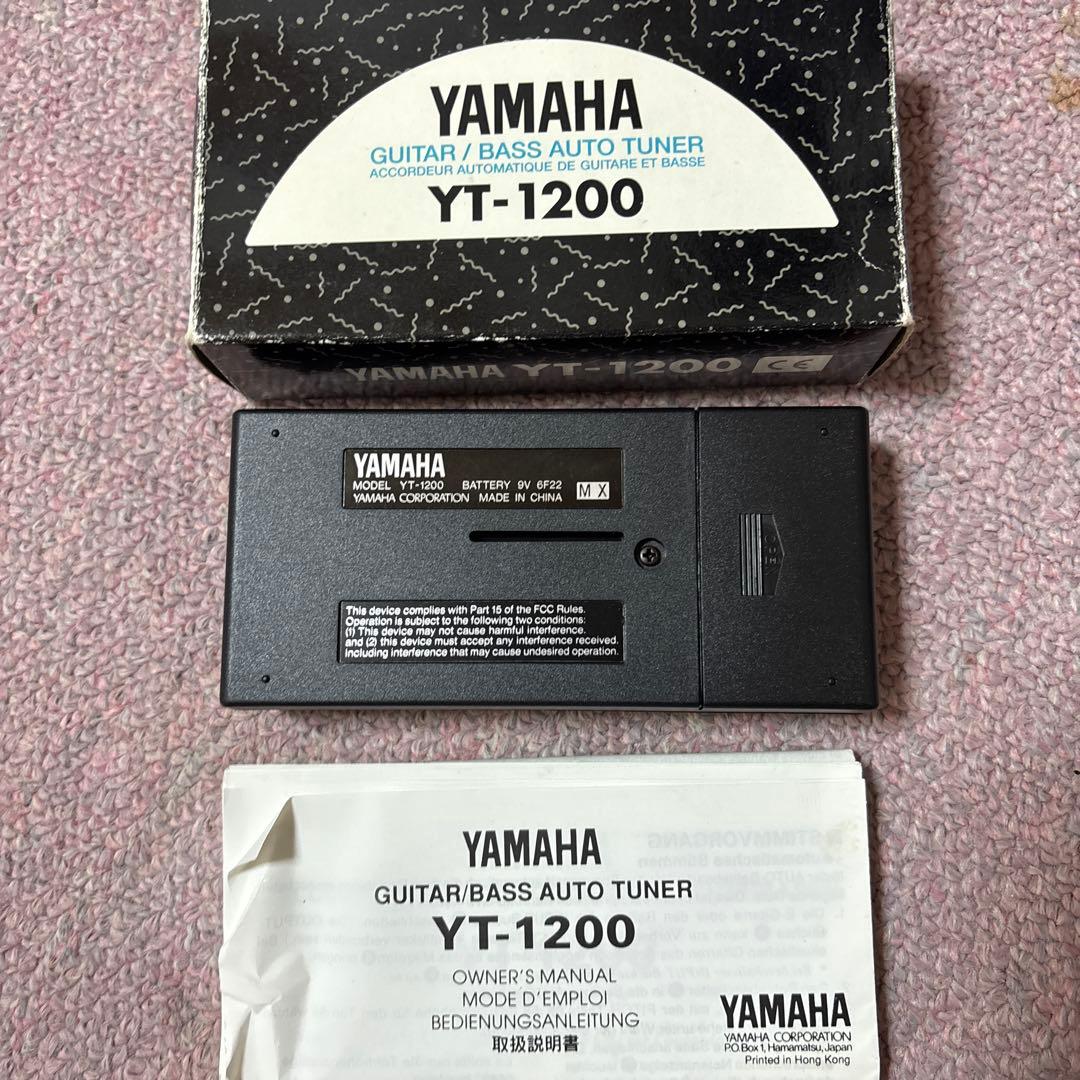 YAMAHA
GUITAR / BASS AUTO TUNER
ACCORDEUR AUTOMATIQUE DE GUITARE ET BASSE
YT-1200
YAMAHA YT-1200 CE
YAMAHA
MODEL YT-1200 BATTERY 9V 6F22
YAMAHA CORPORATION MADE IN CHINA M X
This device complies with Part 15 of the FCC Rules.
Operation is subject to the following two conditions:
(1) This device may not cause harmful interference.
and (2) this device must accept any interference received.
including interference that may cause undesired operation.
YAMAHA
GUITAR/BASS AUTO TUNER
YT-1200
OWNER'S MANUAL
MODE D'EMPLOI
BEDIENUNGSANLEITUNG
取扱説明書
YAMAHA
YAMAHA CORPORATION
P.O.Box 1, Hamamatsu, Japan
Printed in Hong Kong
STIMMVORGANG